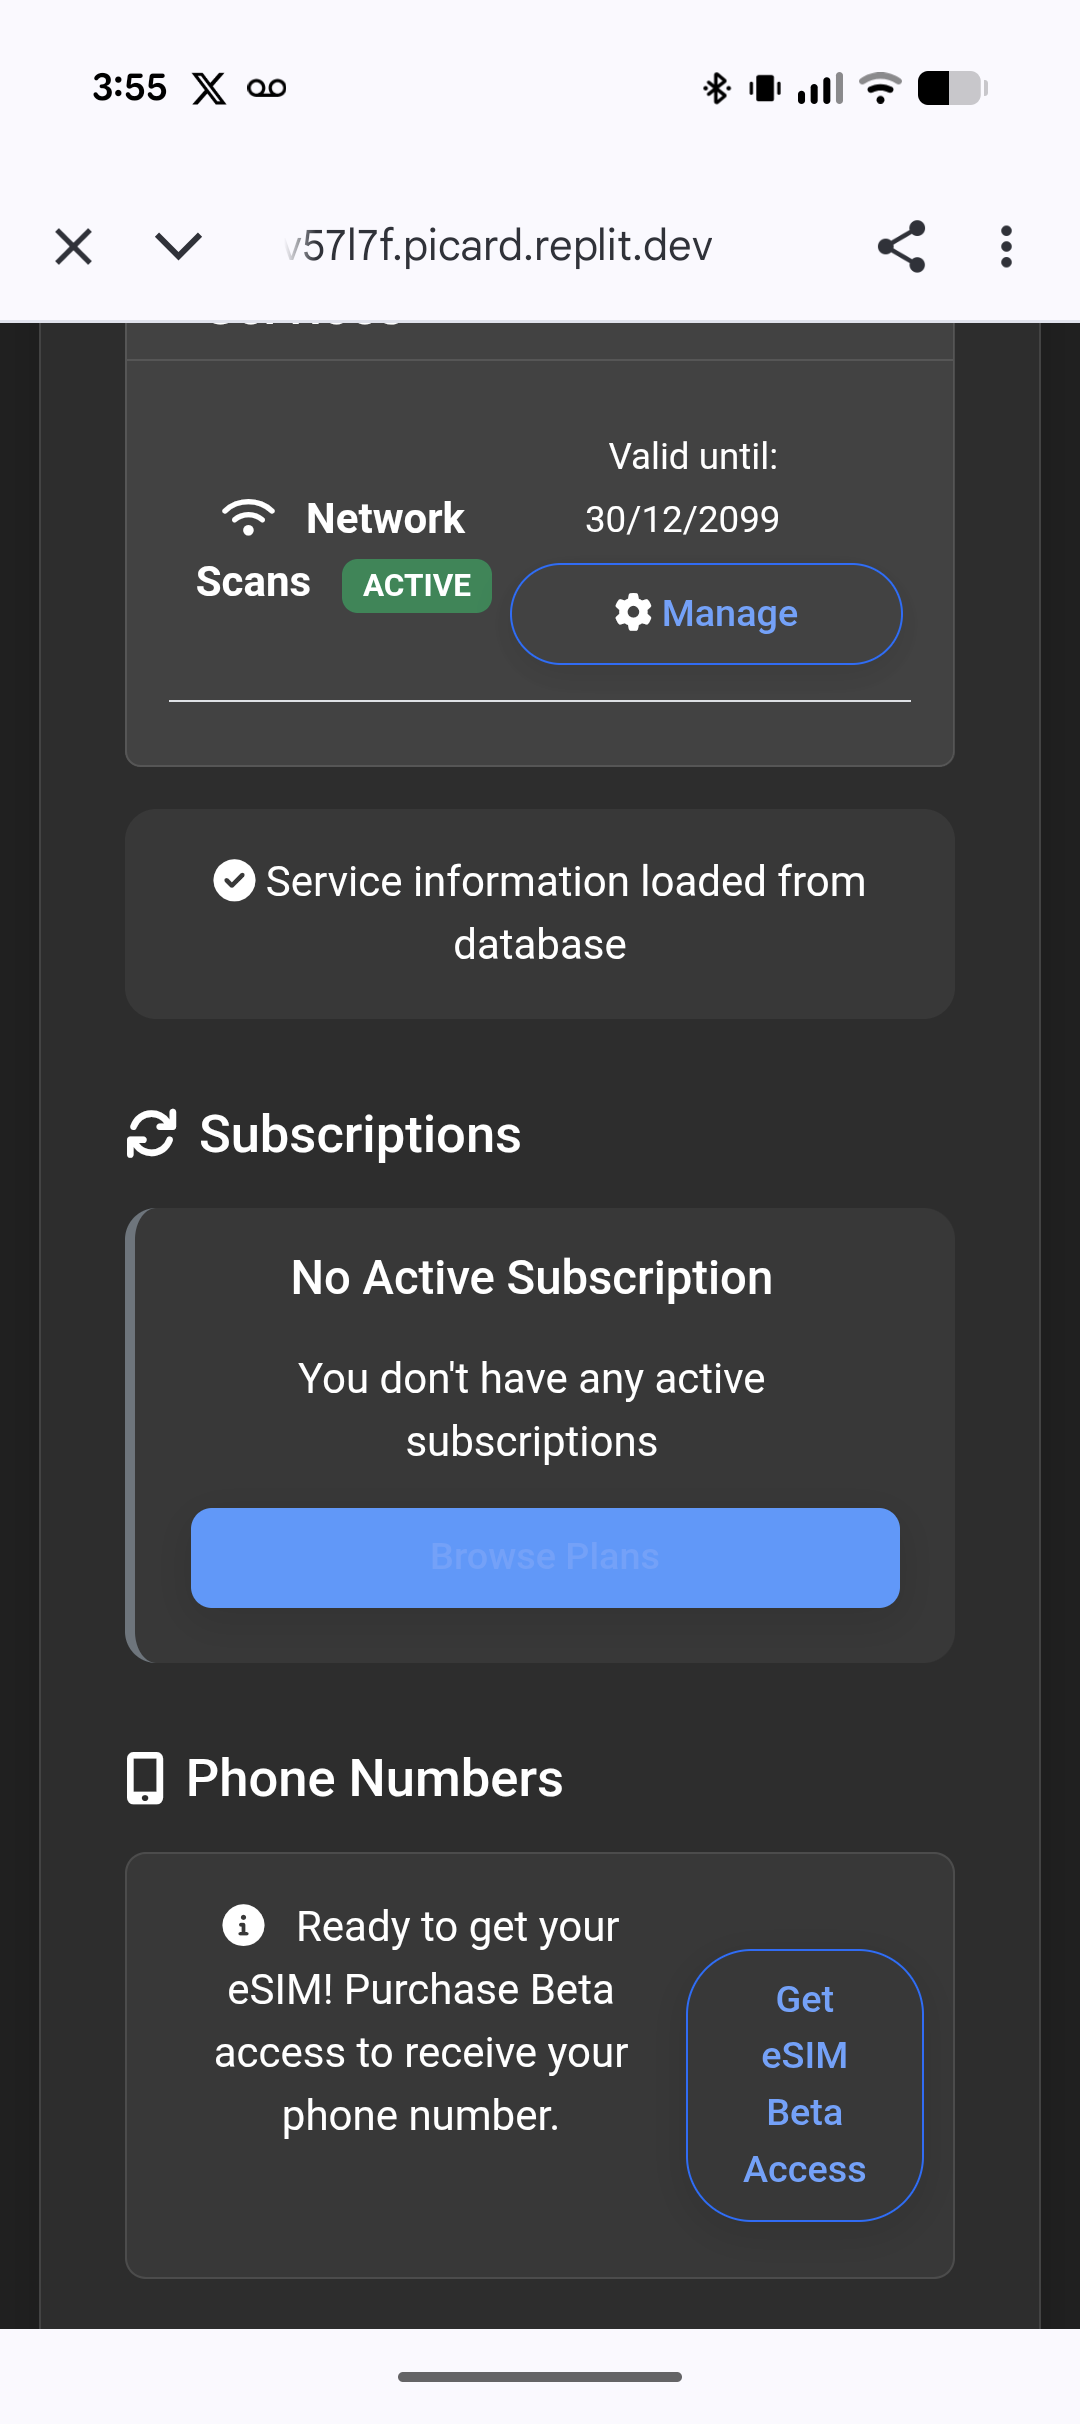 3:55
v57l7f.picard.replit.dev
Valid until:
Network
30/12/2099
Scans ACTIVE
Manage
Service information loaded from
database
Subscriptions
No Active Subscription
You don't have any active
subscriptions
Browse Plans
Phone Numbers
Ready to get your
eSIM! Purchase Beta
access to receive your
phone number.
Get
eSIM
Beta
Access